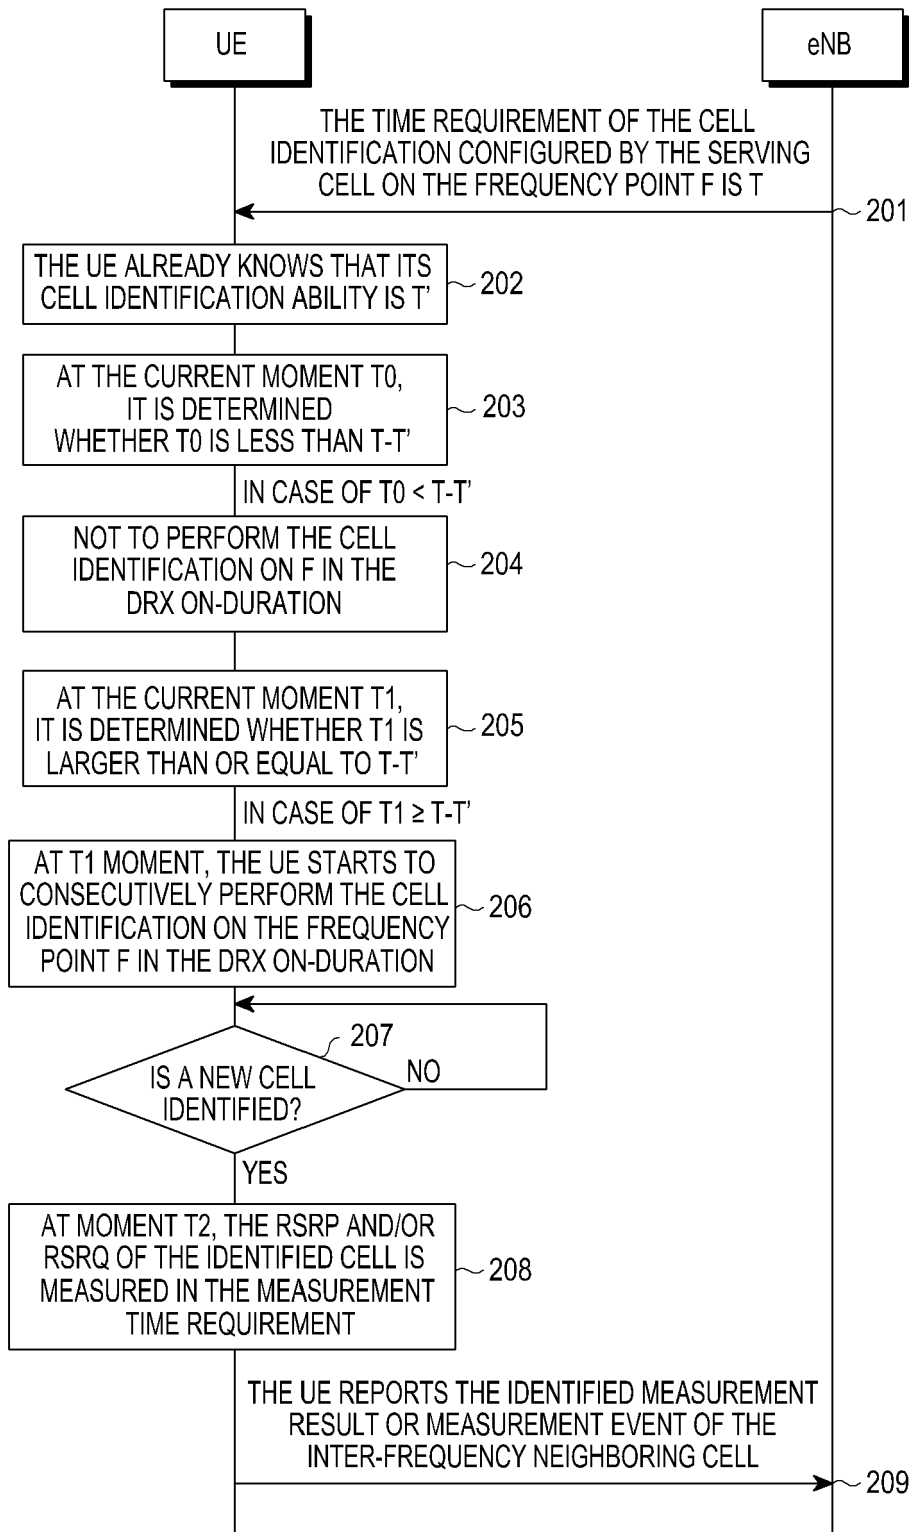 UE
eNB
THE TIME REQUIREMENT OF THE CELL
IDENTIFICATION CONFIGURED BY THE SERVING
CELL ON THE FREQUENCY POINT F IS T
201
THE UE ALREADY KNOWS THAT ITS
CELL IDENTIFICATION ABILITY IS T'
202
AT THE CURRENT MOMENT T0,
IT IS DETERMINED
WHETHER T0 IS LESS THAN T-T'
203
IN CASE OF T0 < T-T'
NOT TO PERFORM THE CELL
IDENTIFICATION ON F IN THE
DRX ON-DURATION
204
AT THE CURRENT MOMENT T1,
IT IS DETERMINED WHETHER T1 IS
LARGER THAN OR EQUAL TO T-T'
205
IN CASE OF T1 ≥ T-T'
AT T1 MOMENT, THE UE STARTS TO
CONSECUTIVELY PERFORM THE CELL
IDENTIFICATION ON THE FREQUENCY
POINT F IN THE DRX ON-DURATION
206
207
IS A NEW CELL
IDENTIFIED?
NO
YES
AT MOMENT T2, THE RSRP AND/OR
RSRQ OF THE IDENTIFIED CELL IS
MEASURED IN THE MEASUREMENT
TIME REQUIREMENT
208
THE UE REPORTS THE IDENTIFIED MEASUREMENT
RESULT OR MEASUREMENT EVENT OF THE
INTER-FREQUENCY NEIGHBORING CELL
209